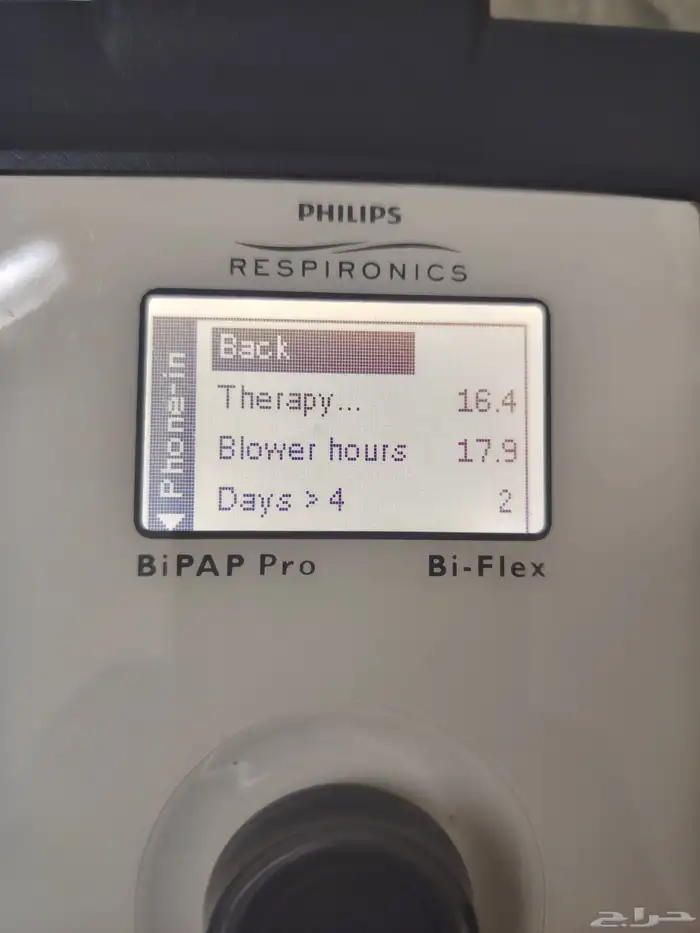 PHILIPS
RESPIRONICS
Phone-in
Back
Therapy... 16.4
Blower hours 17.9
Days > 4 2
BiPAP Pro Bi-Flex
حراج